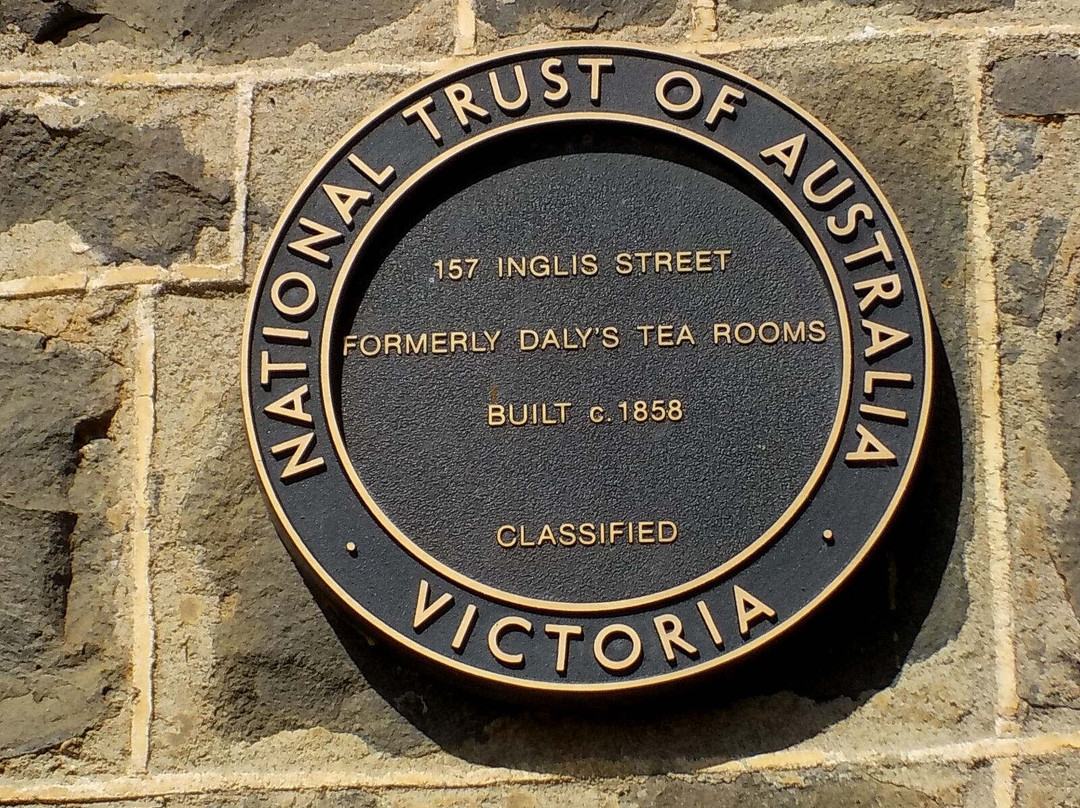 NATIONAL TRUST OF AUSTRALIA
157 INGLIS STREET
FORMERLY DALY'S TEA ROOMS
BUILT c.1858
CLASSIFIED
VICTORIA